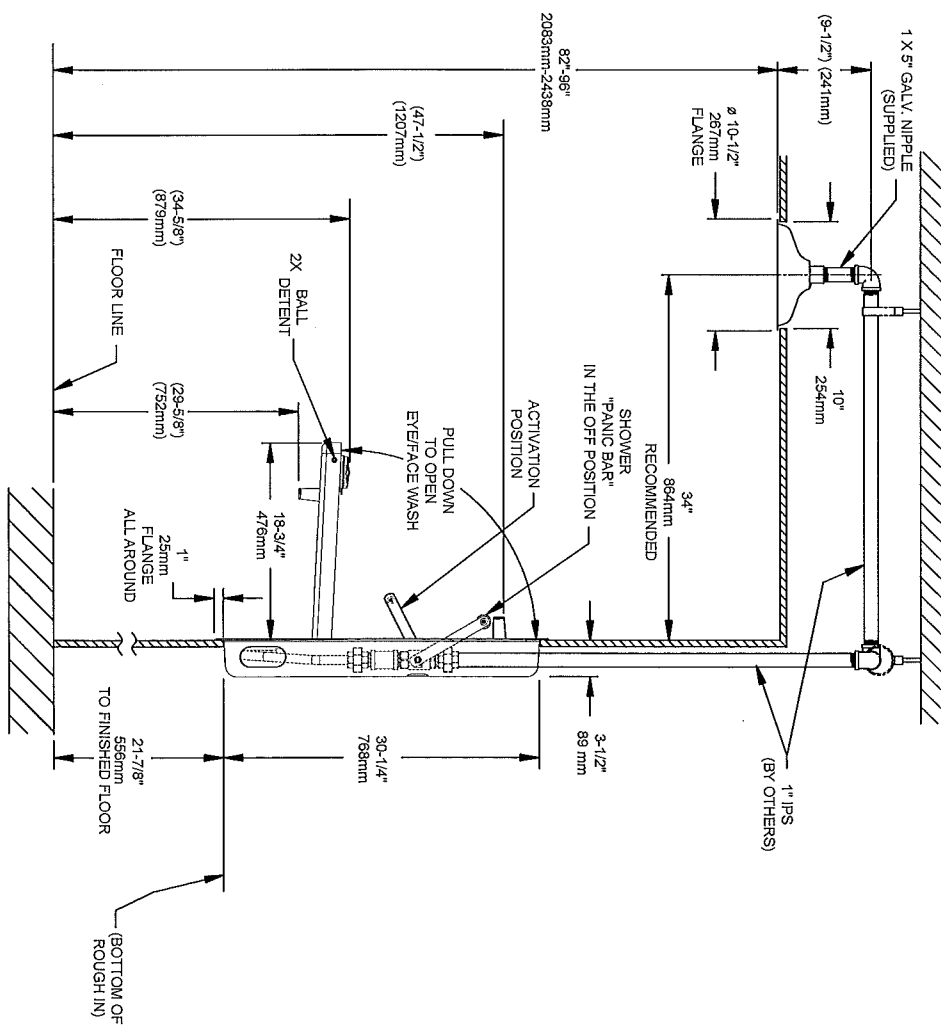 1 X 5" GALV. NIPPLE
(SUPPLIED)
(9-1/2") (241mm)
82"-96"
2083mm-2438mm
ø 10-1/2"
267mm
FLANGE
10"
254mm
(47-1/2")
(1207mm)
(34-5/8")
(879mm)
34"
864mm
RECOMMENDED
SHOWER
"PANIC BAR"
IN THE OFF POSITION
ACTIVATION
POSITION
PULL DOWN
TO OPEN
EYE/FACE WASH
2X BALL
DETENT
FLOOR LINE
(29-5/8")
(752mm)
18-3/4"
476mm
1"
25mm
FLANGE
ALL AROUND
1" IPS
(BY OTHERS)
3-1/2"
89 mm
30-1/4"
768mm
21-7/8"
556mm
TO FINISHED FLOOR
(BOTTOM OF
ROUGH IN)